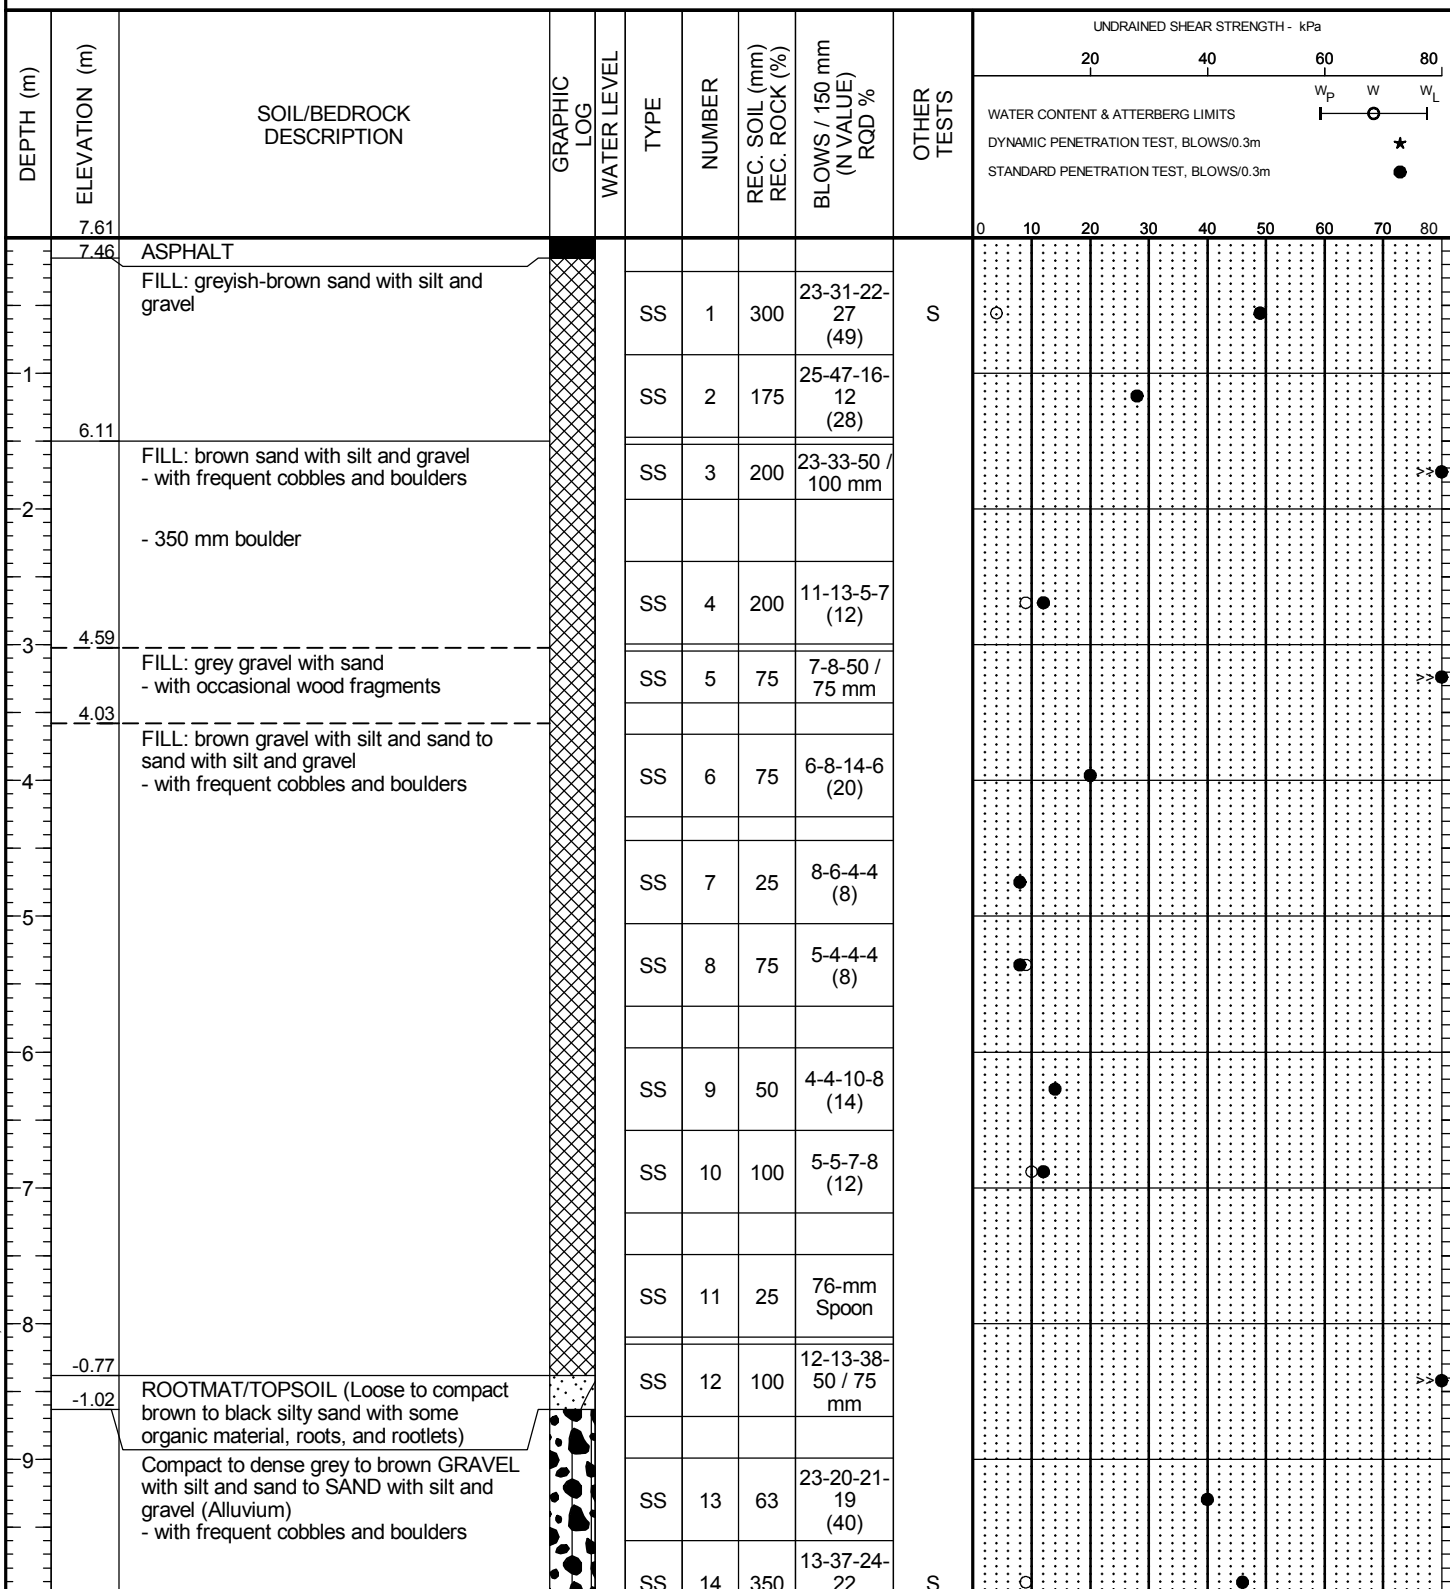 DEPTH (m)
ELEVATION (m)
SOIL/BEDROCK
DESCRIPTION
GRAPHIC
LOG
WATER LEVEL
TYPE
NUMBER
REC. SOIL (mm)
REC. ROCK (%)
BLOWS / 150 mm
(N VALUE)
RQD %
OTHER
TESTS
UNDRAINED SHEAR STRENGTH - kPa
20 40 60 80
WP W WL
WATER CONTENT & ATTERBERG LIMITS
DYNAMIC PENETRATION TEST, BLOWS/0.3m ★
STANDARD PENETRATION TEST, BLOWS/0.3m ●
0 10 20 30 40 50 60 70 80
7.61
7.46 ASPHALT
FILL: greyish-brown sand with silt and
gravel
SS 1 300 23-31-22-
27
(49)
S
1
SS 2 175 25-47-16-
12
(28)
6.11
FILL: brown sand with silt and gravel
- with frequent cobbles and boulders
SS 3 200 23-33-50 /
100 mm
>>
2
- 350 mm boulder
SS 4 200 11-13-5-7
(12)
3
4.59
FILL: grey gravel with sand
- with occasional wood fragments
SS 5 75 7-8-50 /
75 mm
>>
4.03
FILL: brown gravel with silt and sand to
sand with silt and gravel
- with frequent cobbles and boulders
SS 6 75 6-8-14-6
(20)
4
SS 7 25 8-6-4-4
(8)
5
SS 8 75 5-4-4-4
(8)
6
SS 9 50 4-4-10-8
(14)
SS 10 100 5-5-7-8
(12)
7
SS 11 25 76-mm
Spoon
8
-0.77
SS 12 100 12-13-38-
50 / 75
mm
>>
-1.02
ROOTMAT/TOPSOIL (Loose to compact
brown to black silty sand with some
organic material, roots, and rootlets)
9
Compact to dense grey to brown GRAVEL
with silt and sand to SAND with silt and
gravel (Alluvium)
- with frequent cobbles and boulders
SS 13 63 23-20-21-
19
(40)
SS 14 350 13-37-24-
22
S